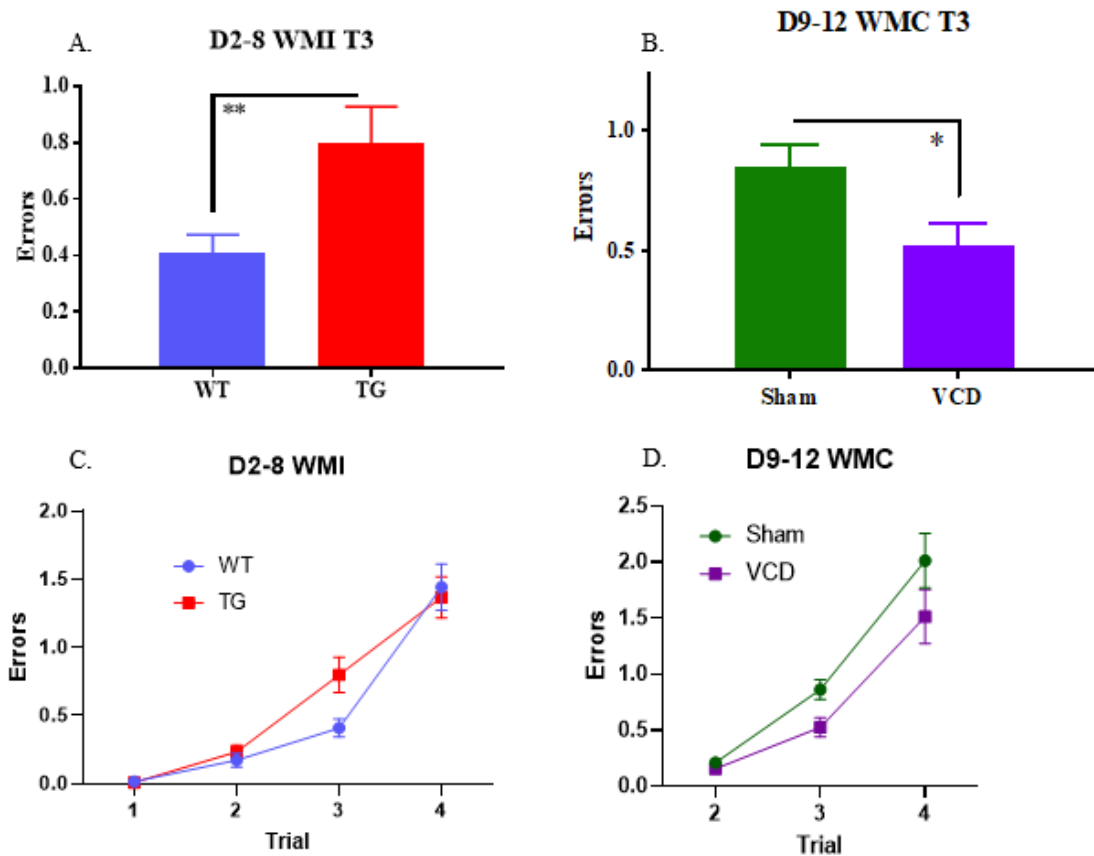 A.
D2-8 WMI T3
1.0
0.8
0.6
0.4
0.2
0.0
Errors
**
WT
TG
B.
D9-12 WMC T3
1.0
0.5
0.0
Errors
*
Sham
VCD
C.
D2-8 WMI
2.0
1.5
1.0
0.5
0.0
Errors
WT
TG
1 2 3 4
Trial
D.
D9-12 WMC
2.5
2.0
1.5
1.0
0.5
0.0
Errors
Sham
VCD
2 3 4
Trial